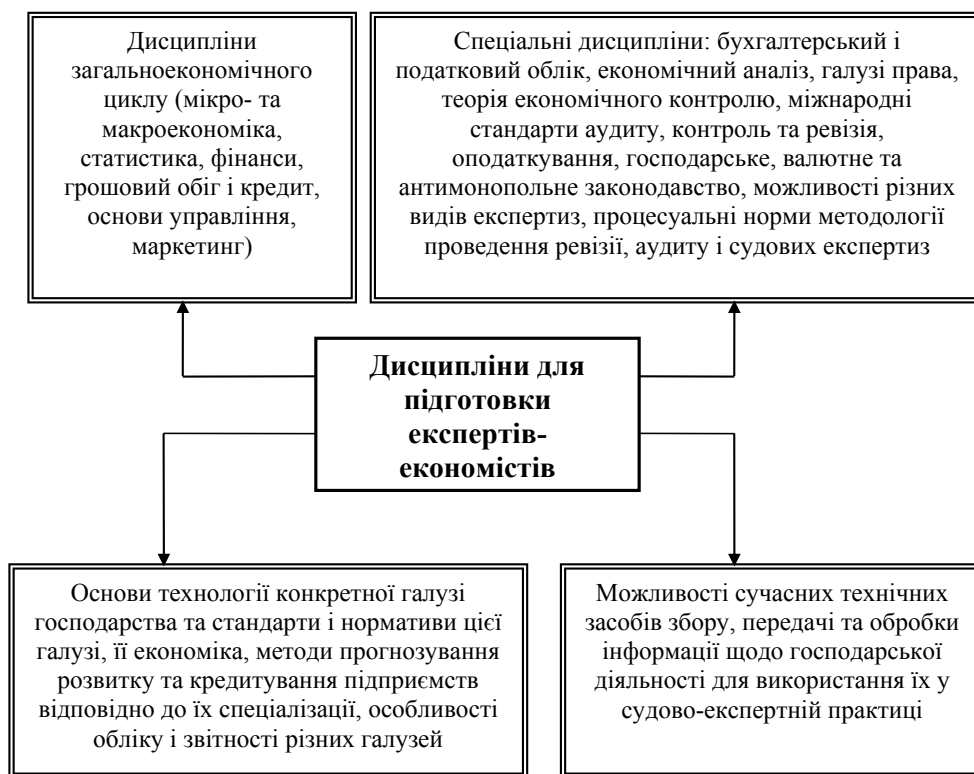 Дисципліни
загальноекономічного
циклу (мікро- та
макроекономіка,
статистика, фінанси,
грошовий обіг і кредит,
основи управління,
маркетинг)
Спеціальні дисципліни: бухгалтерський і
податковий облік, економічний аналіз, галузі права,
теорія економічного контролю, міжнародні
стандарти аудиту, контроль та ревізія,
оподаткування, господарське, валютне та
антимонопольне законодавство, можливості різних
видів експертиз, процесуальні норми методології
проведення ревізії, аудиту і судових експертиз
Дисципліни для
підготовки
експертів-
економістів
Основи технології конкретної галузі
господарства та стандарти і нормативи цієї
галузі, її економіка, методи прогнозування
розвитку та кредитування підприємств
відповідно до їх спеціалізації, особливості
обліку і звітності різних галузей
Можливості сучасних технічних
засобів збору, передачі та обробки
інформації щодо господарської
діяльності для використання їх у
судово-експертній практиці